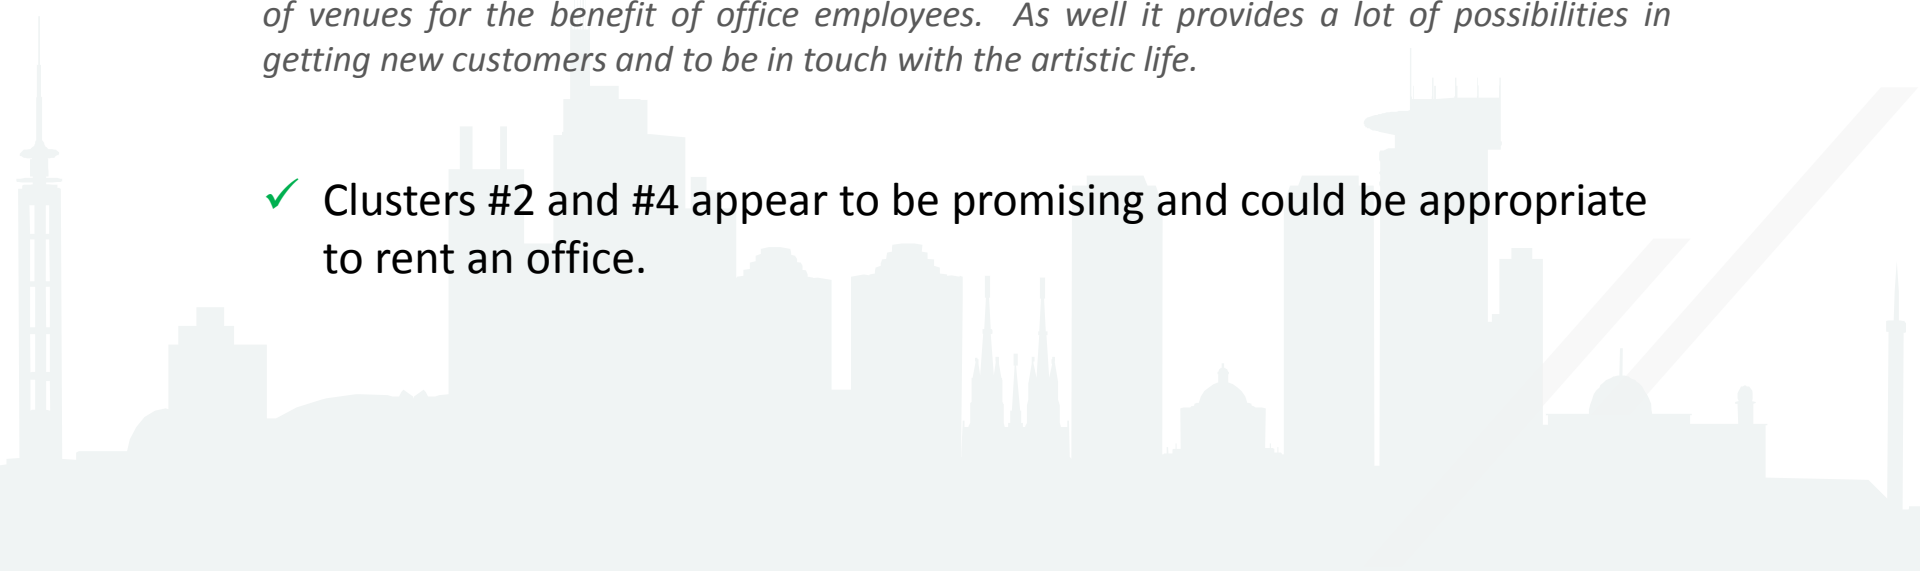 of venues for the benefit of office employees. As well it provides a lot of possibilities in
getting new customers and to be in touch with the artistic life.
✓ Clusters #2 and #4 appear to be promising and could be appropriate
to rent an office.